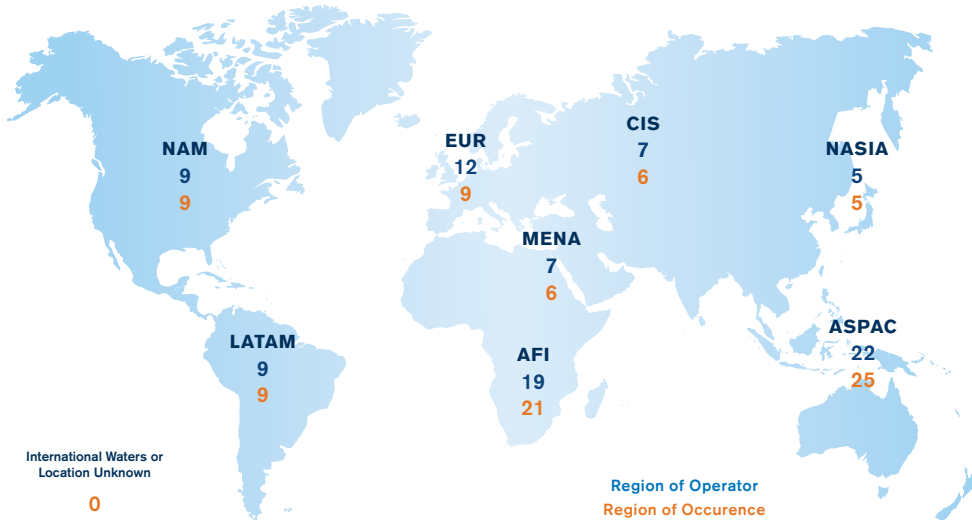 NAM
9
9
EUR
12
9
CIS
7
6
NASIA
5
5
MENA
7
6
LATAM
9
9
AFI
19
21
ASPAC
22
25
International Waters or
Location Unknown
0
Region of Operator
Region of Occurence